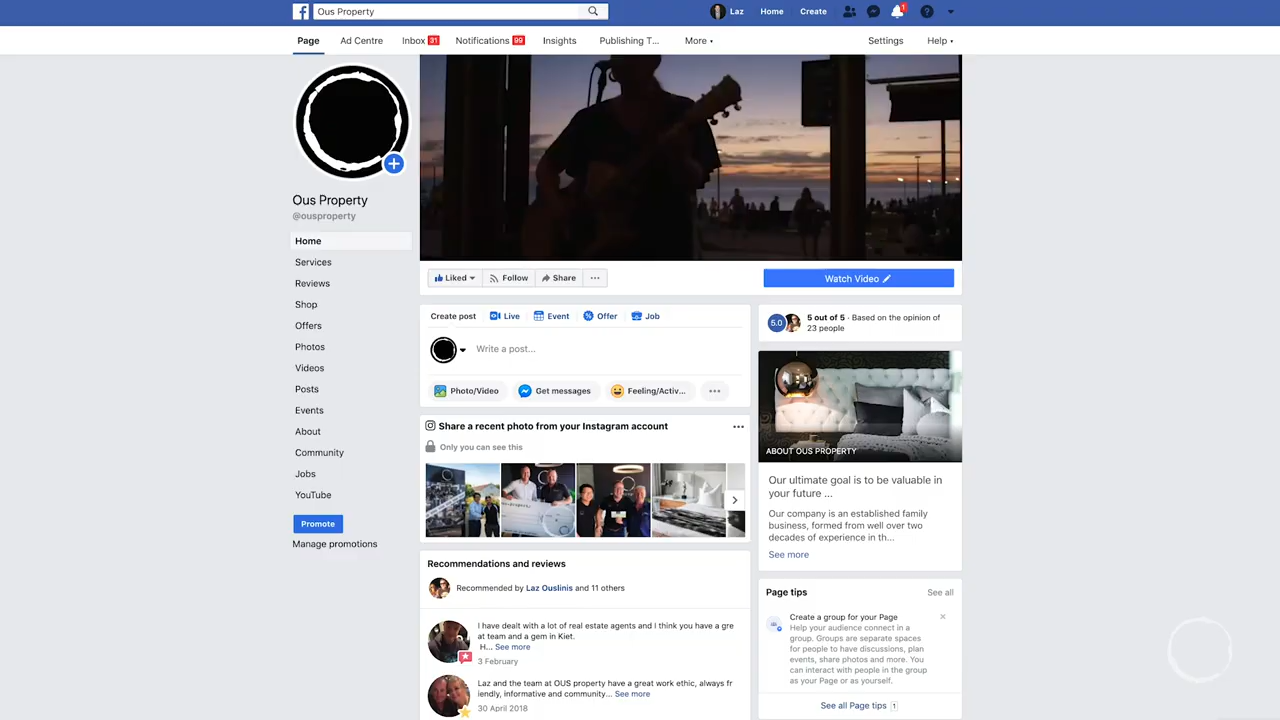 Ous Property
Laz
Home
Create
1
Page
Ad Centre
Inbox 31
Notifications 99
Insights
Publishing T...
More
Settings
Help
Ous Property
@ousproperty
Home
Services
Reviews
Shop
Offers
Photos
Videos
Posts
Events
About
Community
Jobs
YouTube
Promote
Manage promotions
Liked
Follow
Share
Watch Video
Create post
Live
Event
Offer
Job
Write a post...
Photo/Video
Get messages
Feeling/Activ...
Share a recent photo from your Instagram account
Only you can see this
Recommendations and reviews
Recommended by Laz Ouslinis and 11 others
I have dealt with a lot of real estate agents and I think you have a gre
at team and a gem in Kiet.
H... See more
3 February
Laz and the team at OUS property have a great work ethic, always fr
iendly, informative and community... See more
30 April 2018
5.0
5 out of 5 · Based on the opinion of
23 people
ABOUT OUS PROPERTY
Our ultimate goal is to be valuable in
your future ...
Our company is an established family
business, formed from well over two
decades of experience in th...
See more
Page tips
See all
Create a group for your Page
Help your audience connect in a
group. Groups are separate spaces
for people to have discussions, plan
events, share photos and more. You
can interact with people in the group
as your Page or as yourself.
See all Page tips 1